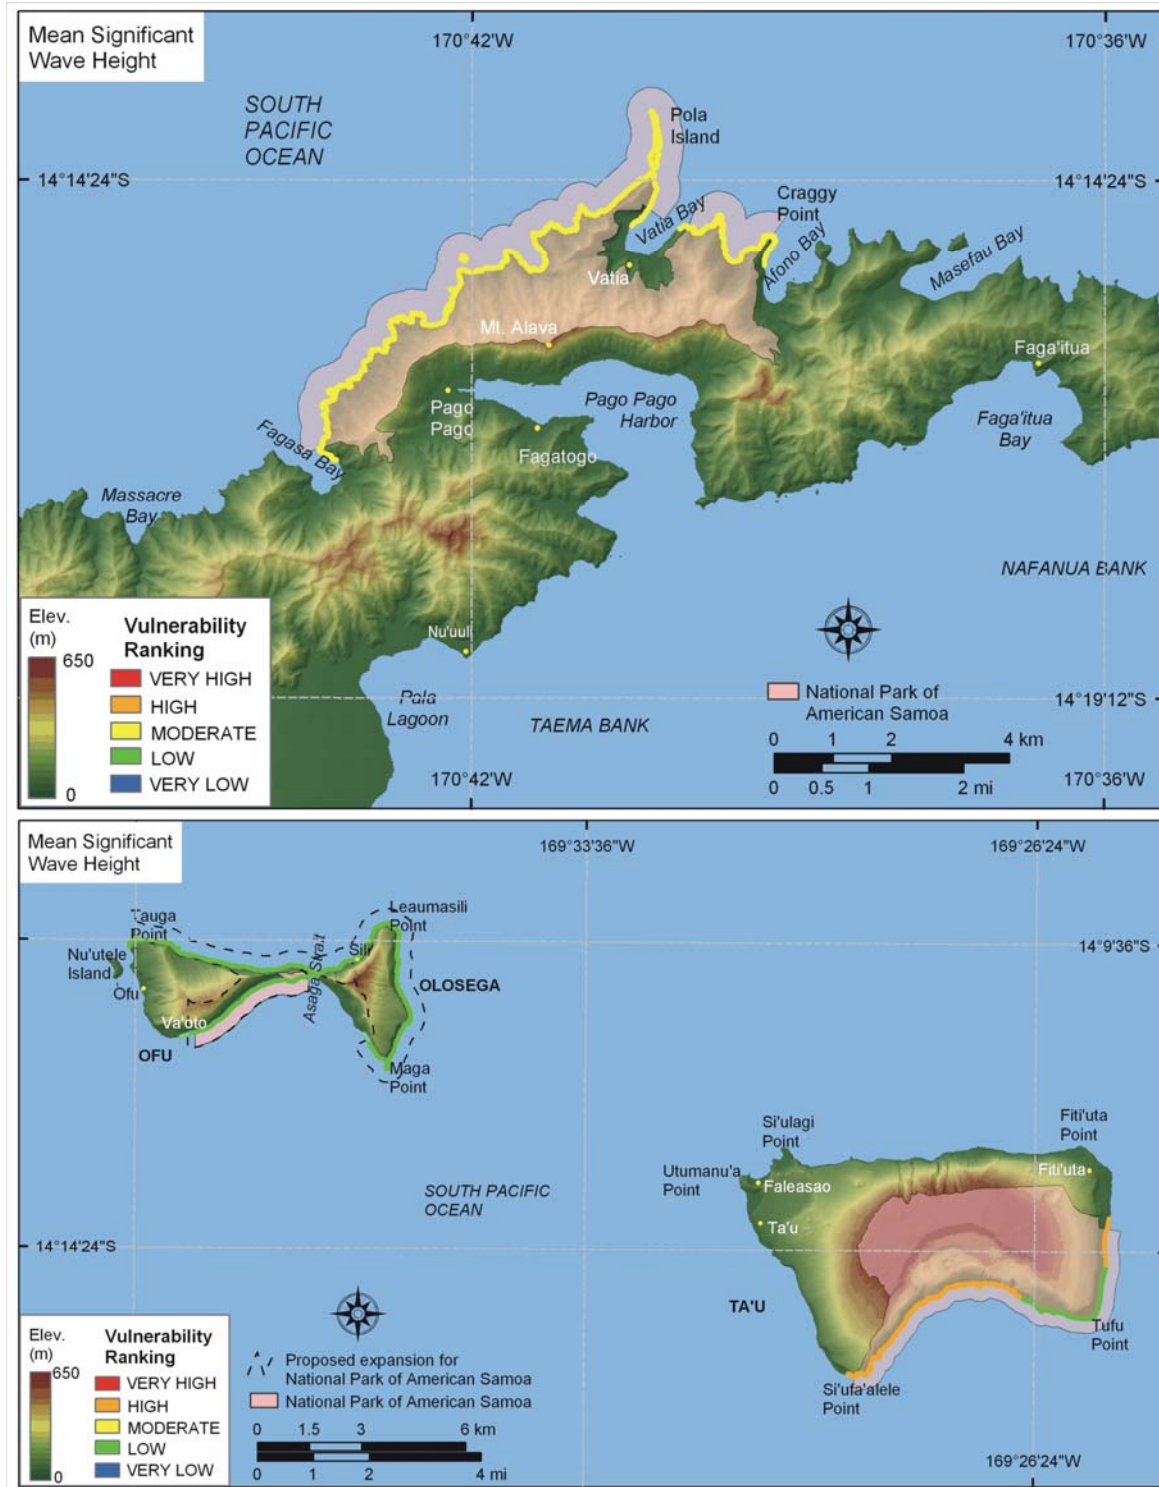 Mean Significant
Wave Height
170°42'W
170°36'W
SOUTH
PACIFIC
OCEAN
Pola
Island
14°14'24"S
14°14'24"S
Craggy
Point
Vatia Bay
Afono Bay
Masefau Bay
Vatia
Mt. Alava
Faga'itua
Pago
Pago
Pago Pago
Harbor
Faga'itua
Bay
Fagasa Bay
Fagatogo
Massacre
Bay
NAFANUA BANK
Elev.
(m)
650
0
Vulnerability
Ranking
VERY HIGH
HIGH
MODERATE
LOW
VERY LOW
Nu'uuli
Pala
Lagoon
TAEMA BANK
National Park of
American Samoa
14°19'12"S
0 1 2 4 km
0 0.5 1 2 mi
170°42'W
170°36'W
Mean Significant
Wave Height
169°33'36"W
169°26'24"W
Tauga
Point
Leaumasili
Point
Nu'utele
Island
Sili
14°9'36"S
Asaga Strait
Ofu
OLOSEGA
Va'oto
OFU
Maga
Point
Si'ulagi
Point
Fiti'uta
Point
Utumanu'a
Point
Fiti'uta
Faleasao
SOUTH PACIFIC
OCEAN
Ta'u
14°14'24"S
TA'U
Tufu
Point
Si'ufa'alele
Point
Elev.
(m)
650
0
Vulnerability
Ranking
VERY HIGH
HIGH
MODERATE
LOW
VERY LOW
Proposed expansion for
National Park of American Samoa
National Park of American Samoa
0 1.5 3 6 km
0 1 2 4 mi
169°26'24"W